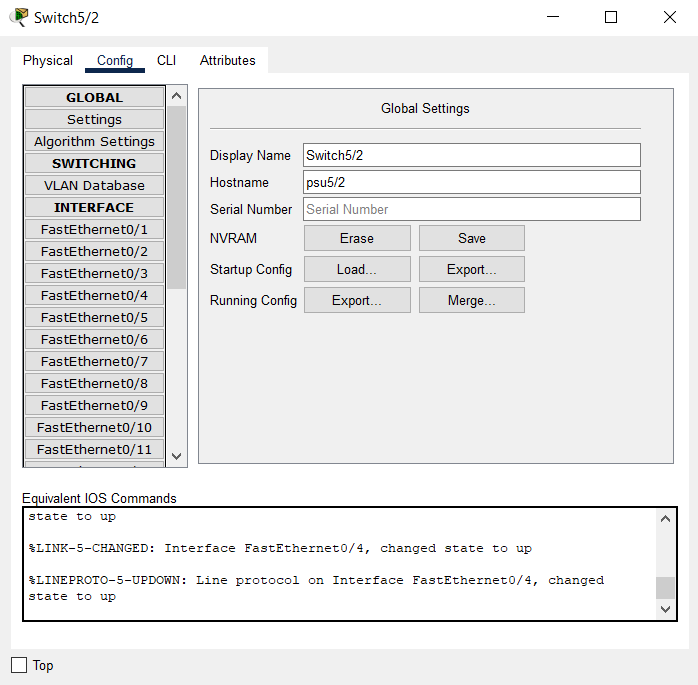 Switch5/2
Physical Config CLI Attributes
GLOBAL
Settings
Algorithm Settings
SWITCHING
VLAN Database
INTERFACE
FastEthernet0/1
FastEthernet0/2
FastEthernet0/3
FastEthernet0/4
FastEthernet0/5
FastEthernet0/6
FastEthernet0/7
FastEthernet0/8
FastEthernet0/9
FastEthernet0/10
FastEthernet0/11
Global Settings
Display Name Switch5/2
Hostname psu5/2
Serial Number Serial Number
NVRAM Erase Save
Startup Config Load... Export...
Running Config Export... Merge...
Equivalent IOS Commands
state to up
%LINK-5-CHANGED: Interface FastEthernet0/4, changed state to up
%LINEPROTO-5-UPDOWN: Line protocol on Interface FastEthernet0/4, changed
state to up
Top